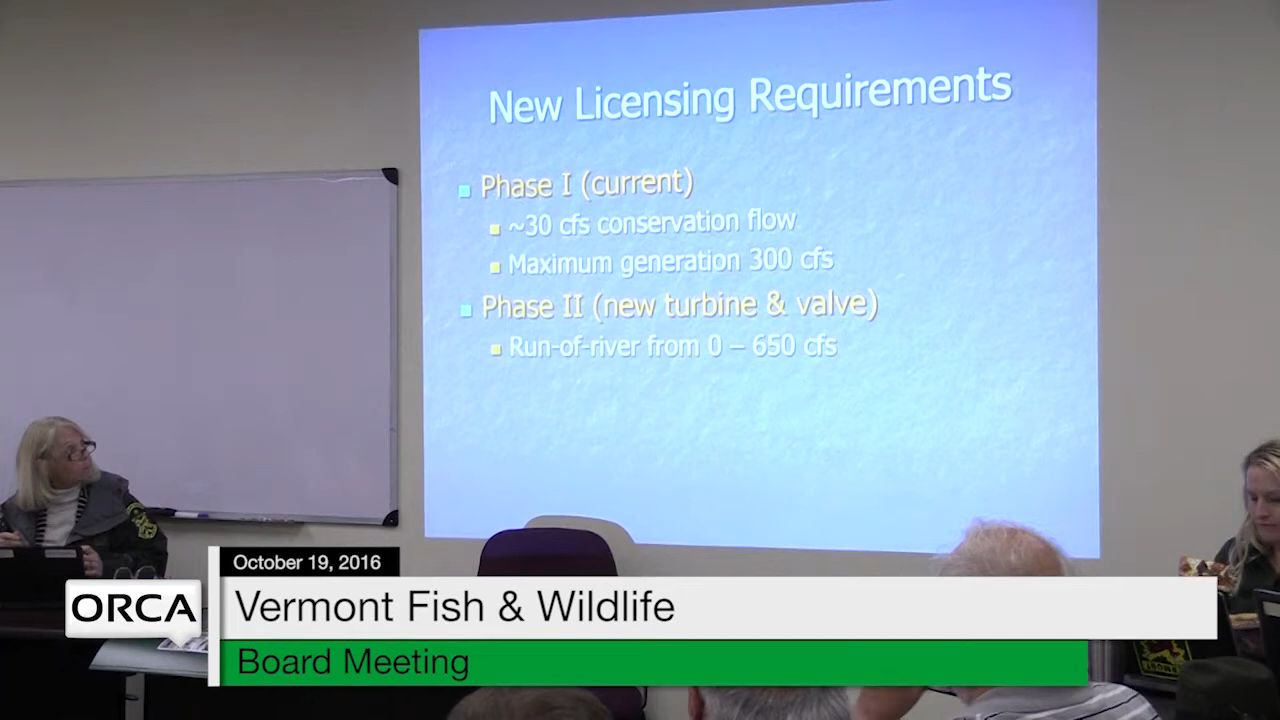 New Licensing Requirements
Phase I (current)
~30 cfs conservation flow
Maximum generation 300 cfs
Phase II (new turbine & valve)
Run-of-river from 0 – 650 cfs
October 19, 2016
ORCA
Vermont Fish & Wildlife
Board Meeting